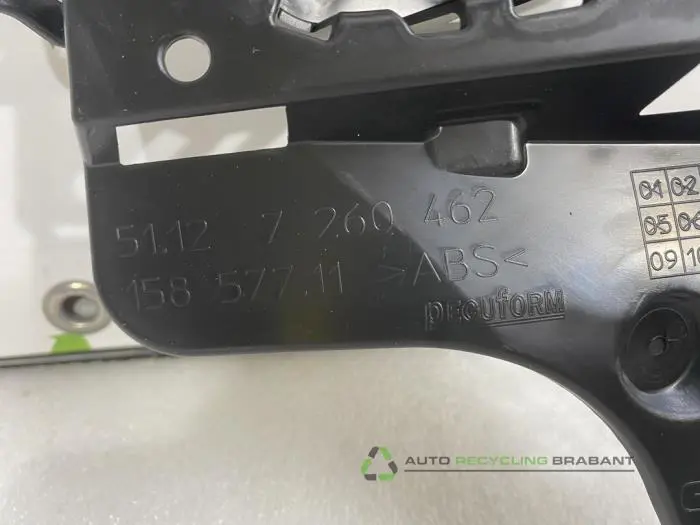 51.12 7 260 462
158 577.11 >ABS<
pecuform
04 02
05 06
09 10
AUTO RECYCLING BRABANT